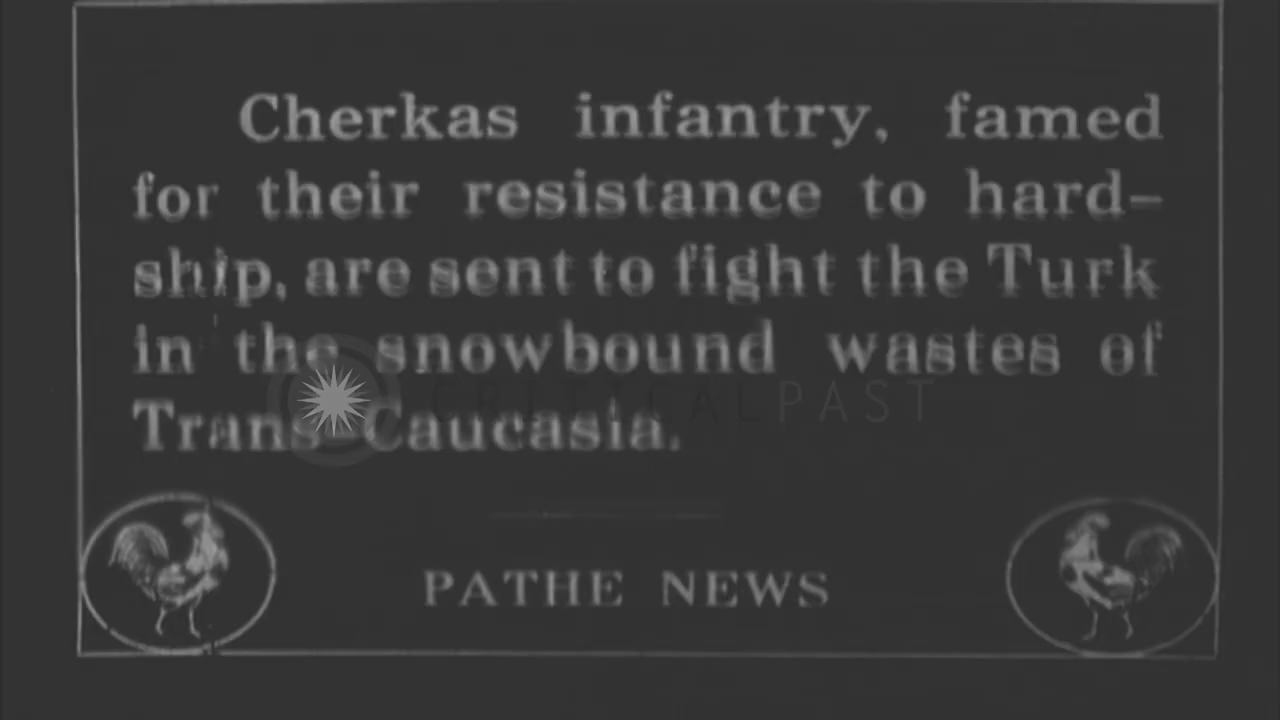 Cherkas infantry, famed
for their resistance to hard-
ship, are sent to fight the Turk
in the snowbound wastes of
Trans-Caucasia.
CRITICALPAST
PATHE NEWS